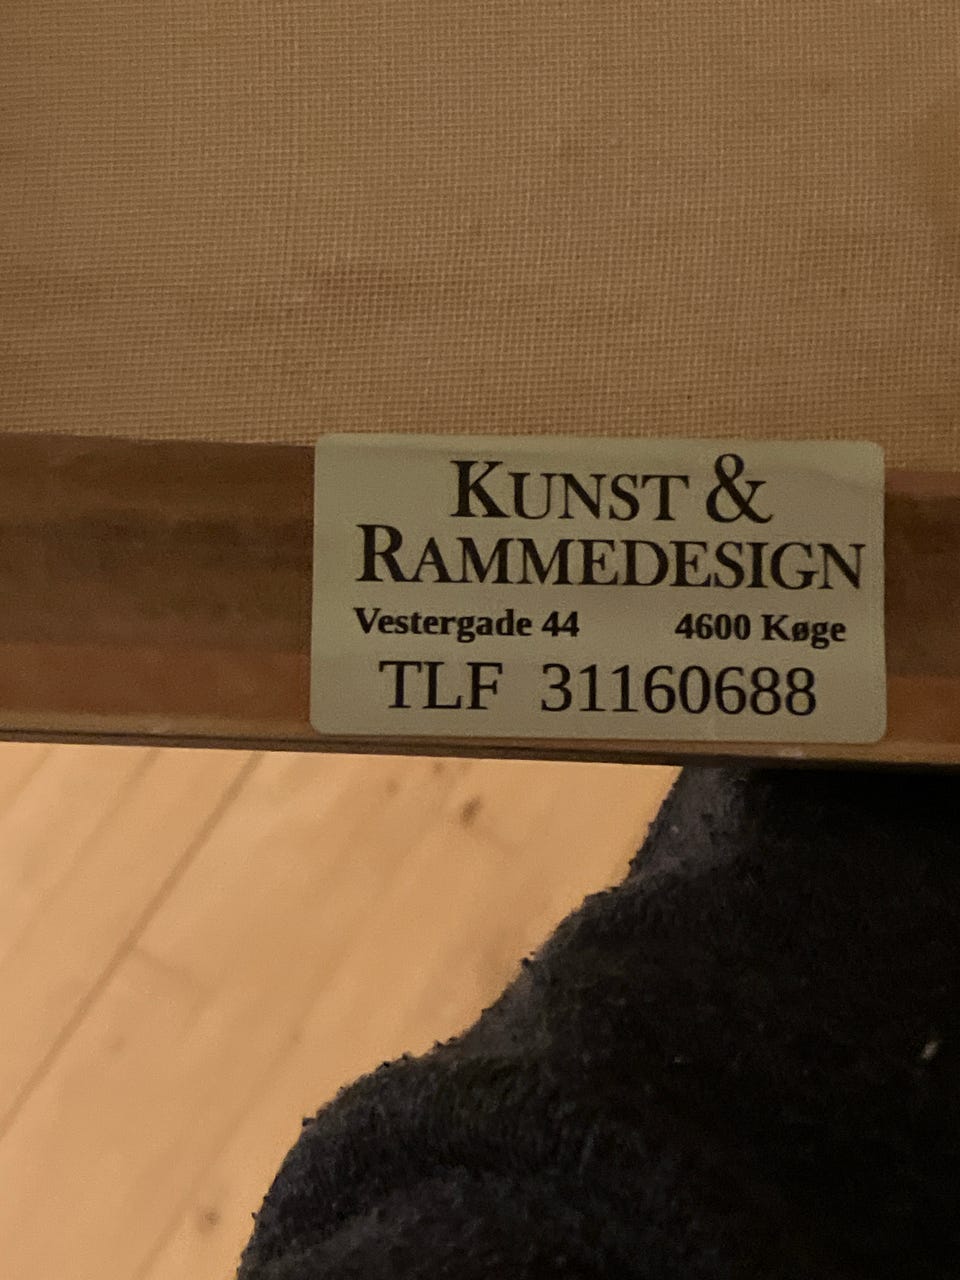 KUNST &
RAMMEDESIGN
Vestergade 44 4600 Køge
TLF 31160688